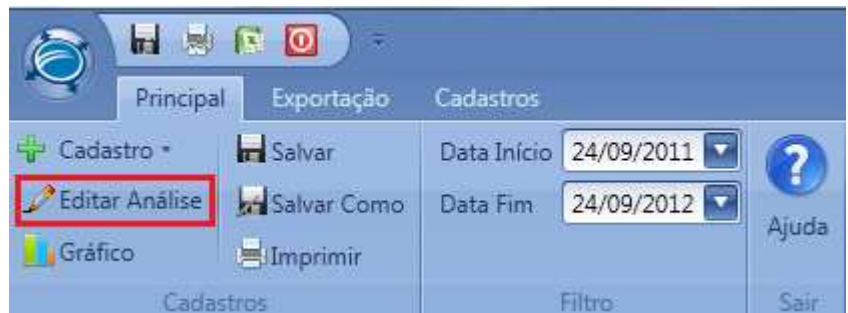 Principal Exportação Cadastros
Cadastro Salvar Data Início 24/09/2011
Editar Análise Salvar Como Data Fim 24/09/2012 Ajuda
Gráfico Imprimir
Cadastros Filtro Sair